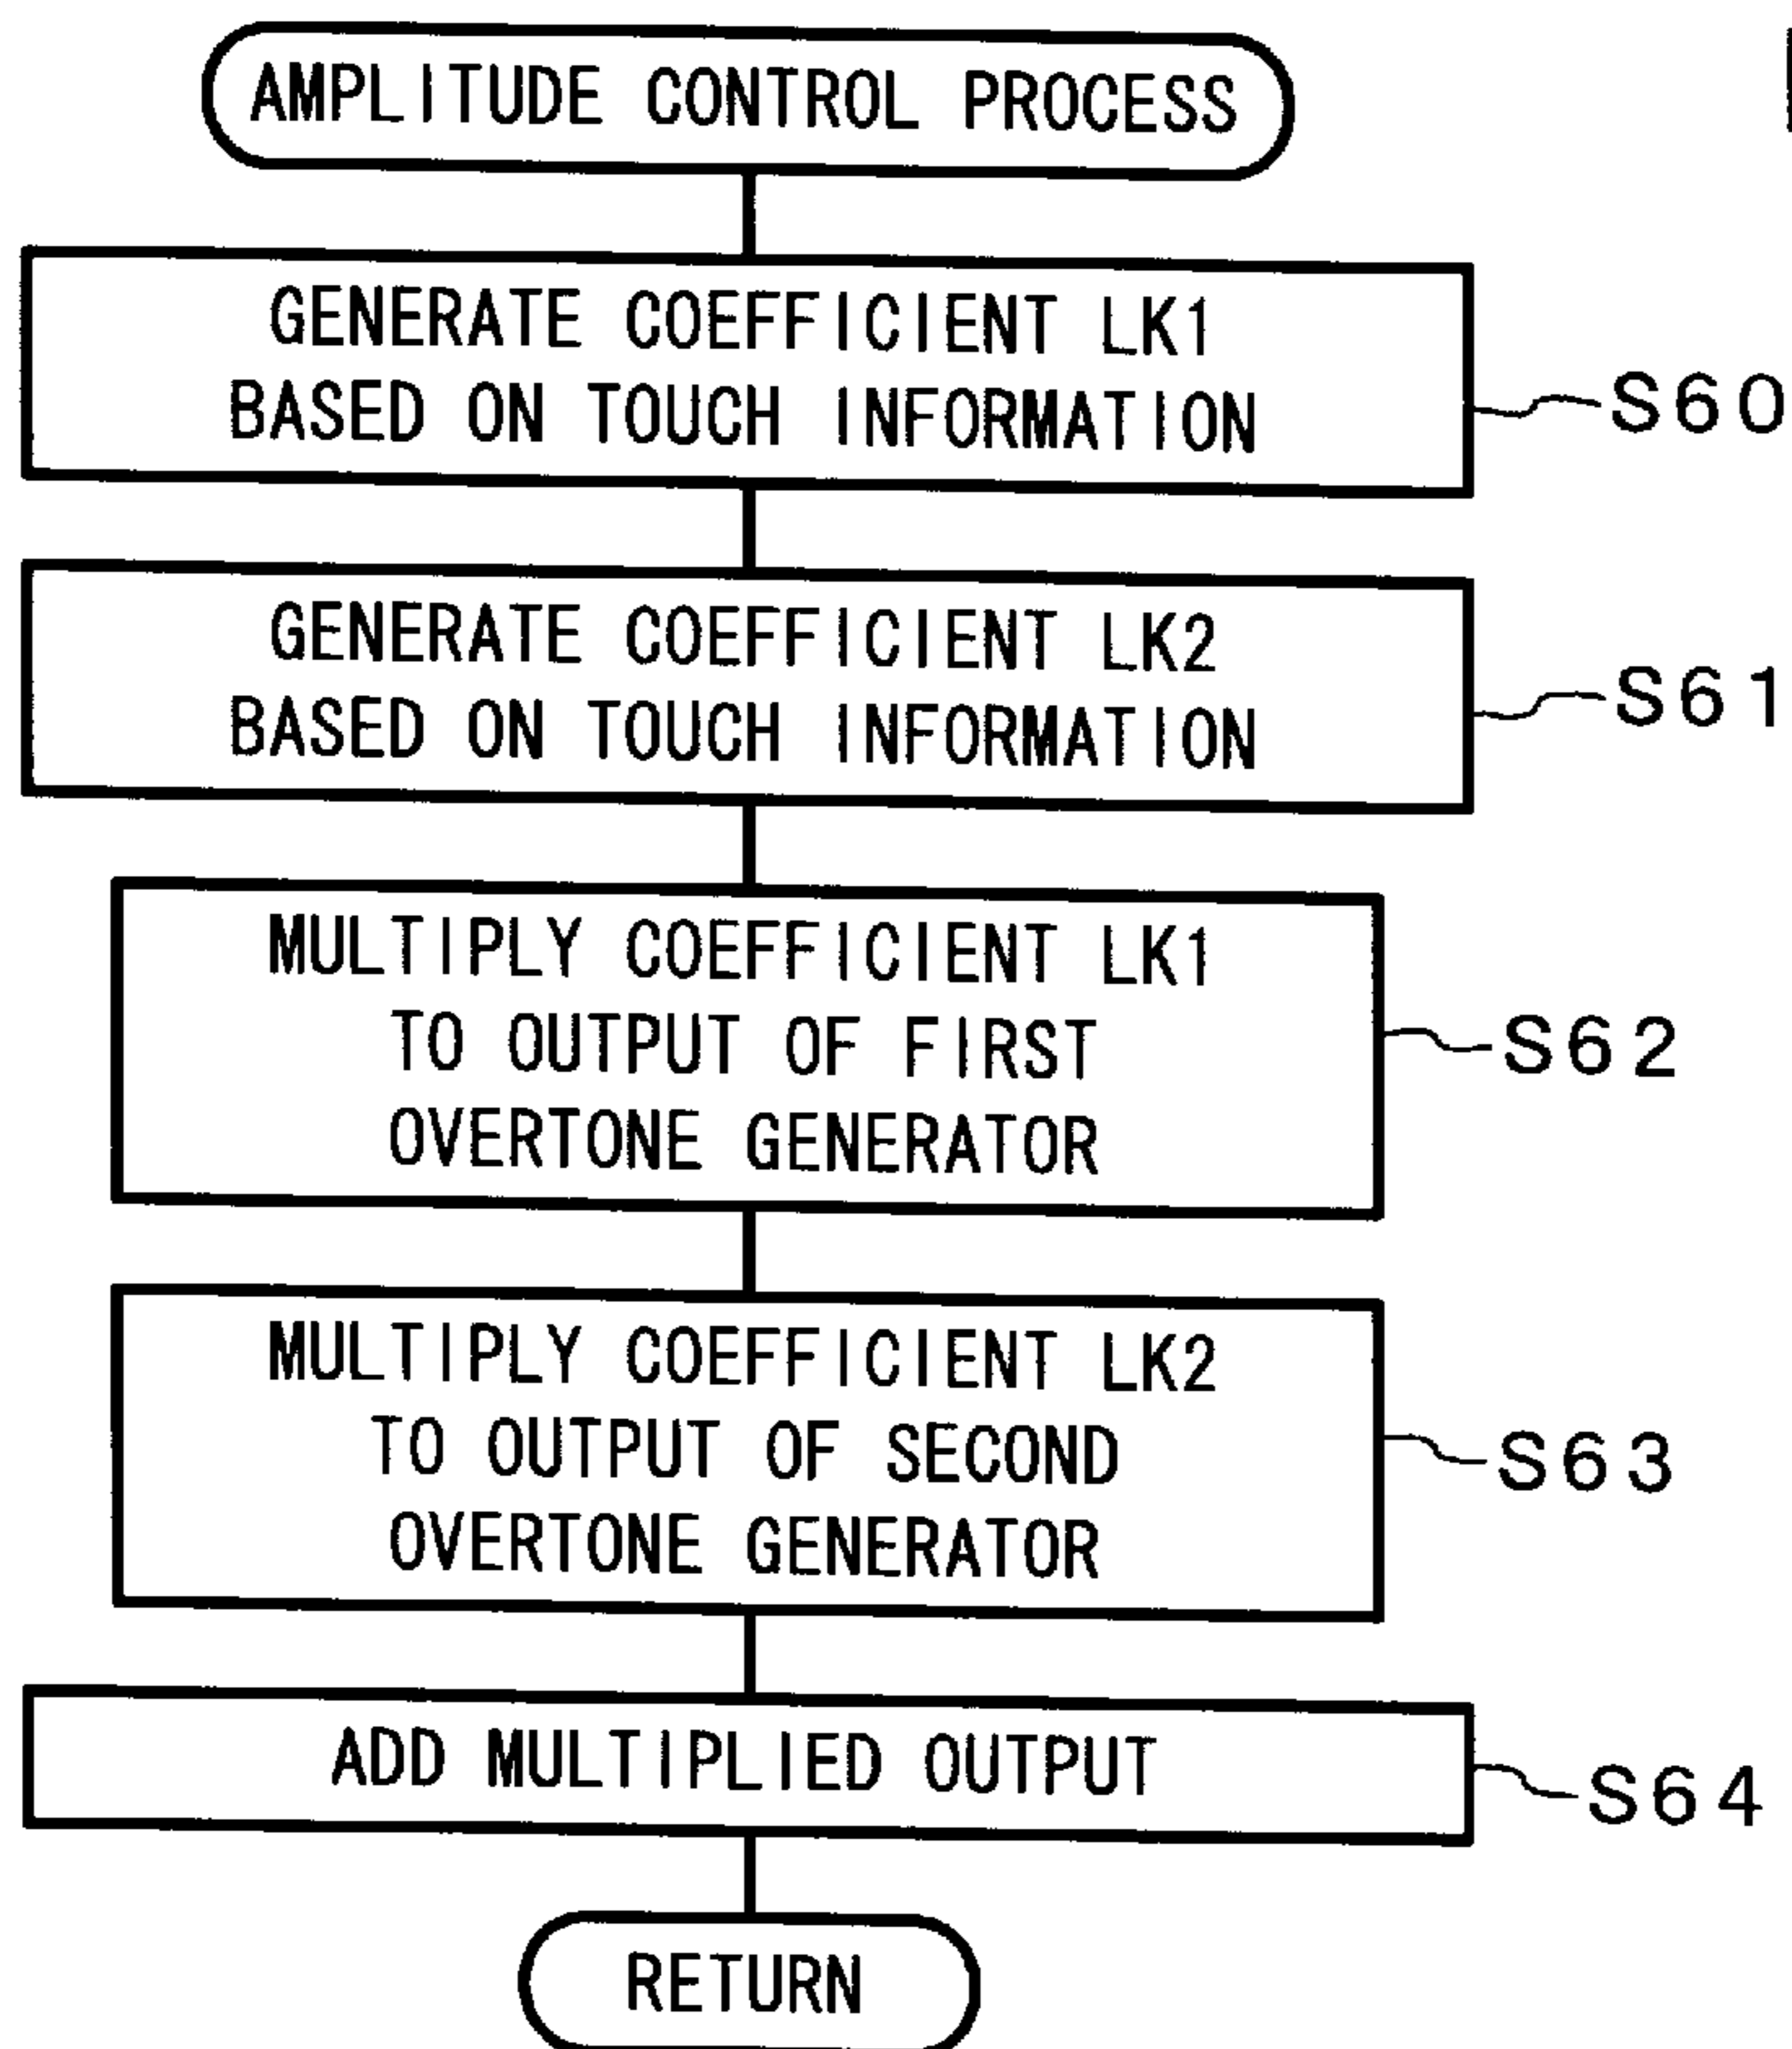 AMPLITUDE CONTROL PROCESS
GENERATE COEFFICIENT LK1
BASED ON TOUCH INFORMATION
S60
GENERATE COEFFICIENT LK2
BASED ON TOUCH INFORMATION
S61
MULTIPLY COEFFICIENT LK1
TO OUTPUT OF FIRST
OVERTONE GENERATOR
S62
MULTIPLY COEFFICIENT LK2
TO OUTPUT OF SECOND
OVERTONE GENERATOR
S63
ADD MULTIPLIED OUTPUT
S64
RETURN